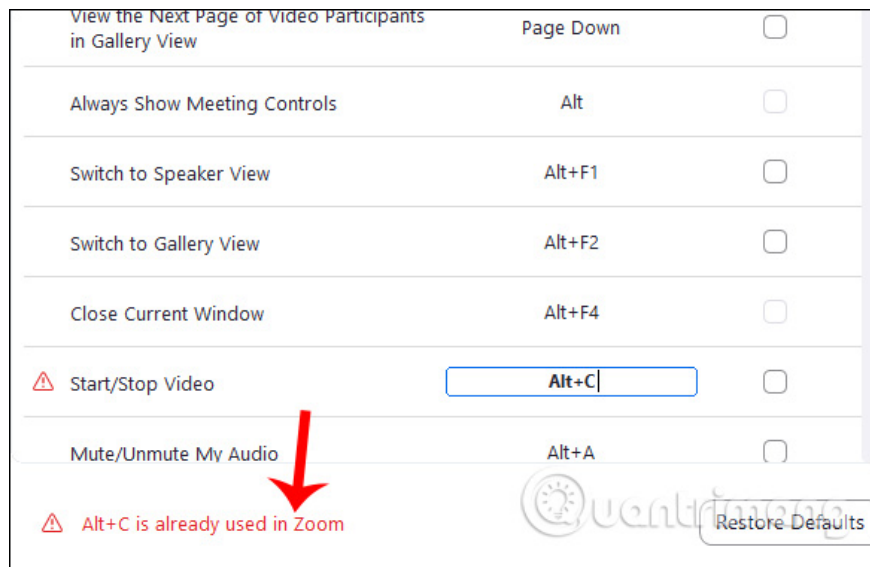 View the Next Page of Video Participants
in Gallery View
Page Down
Always Show Meeting Controls
Alt
Switch to Speaker View
Alt+F1
Switch to Gallery View
Alt+F2
Close Current Window
Alt+F4
Start/Stop Video
Alt+C
Mute/Unmute My Audio
Alt+A
Alt+C is already used in Zoom
Quantrimang
Restore Defaults